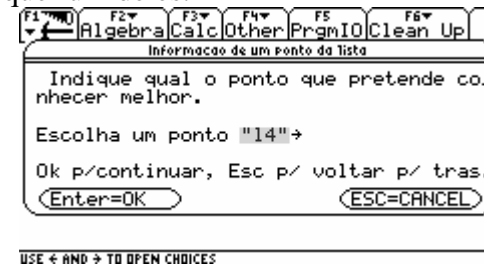 F1 F2 F3 F4 F5 F6
Algebra Calc Other PrgmIO Clean Up
Informacao de um ponto da lista
Indique qual o ponto que pretende co
nhecer melhor.
Escolha um ponto "14"→
Ok p/continuar, Esc p/ voltar p/ tras.
Enter=OK ESC=CANCEL
USE ← AND → TO OPEN CHOICES